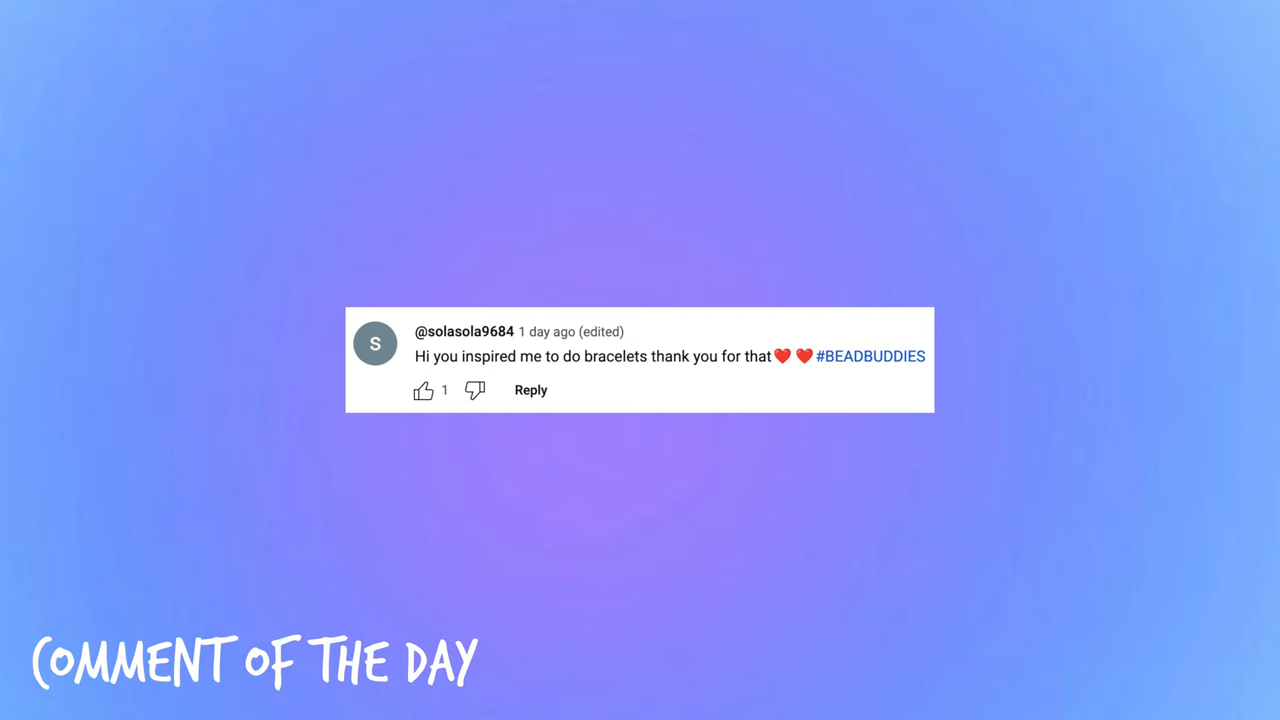 S
@solasola9684 1 day ago (edited)
Hi you inspired me to do bracelets thank you for that❤️ ❤️ #BEADBUDDIES
1 Reply
COMMENT OF THE DAY